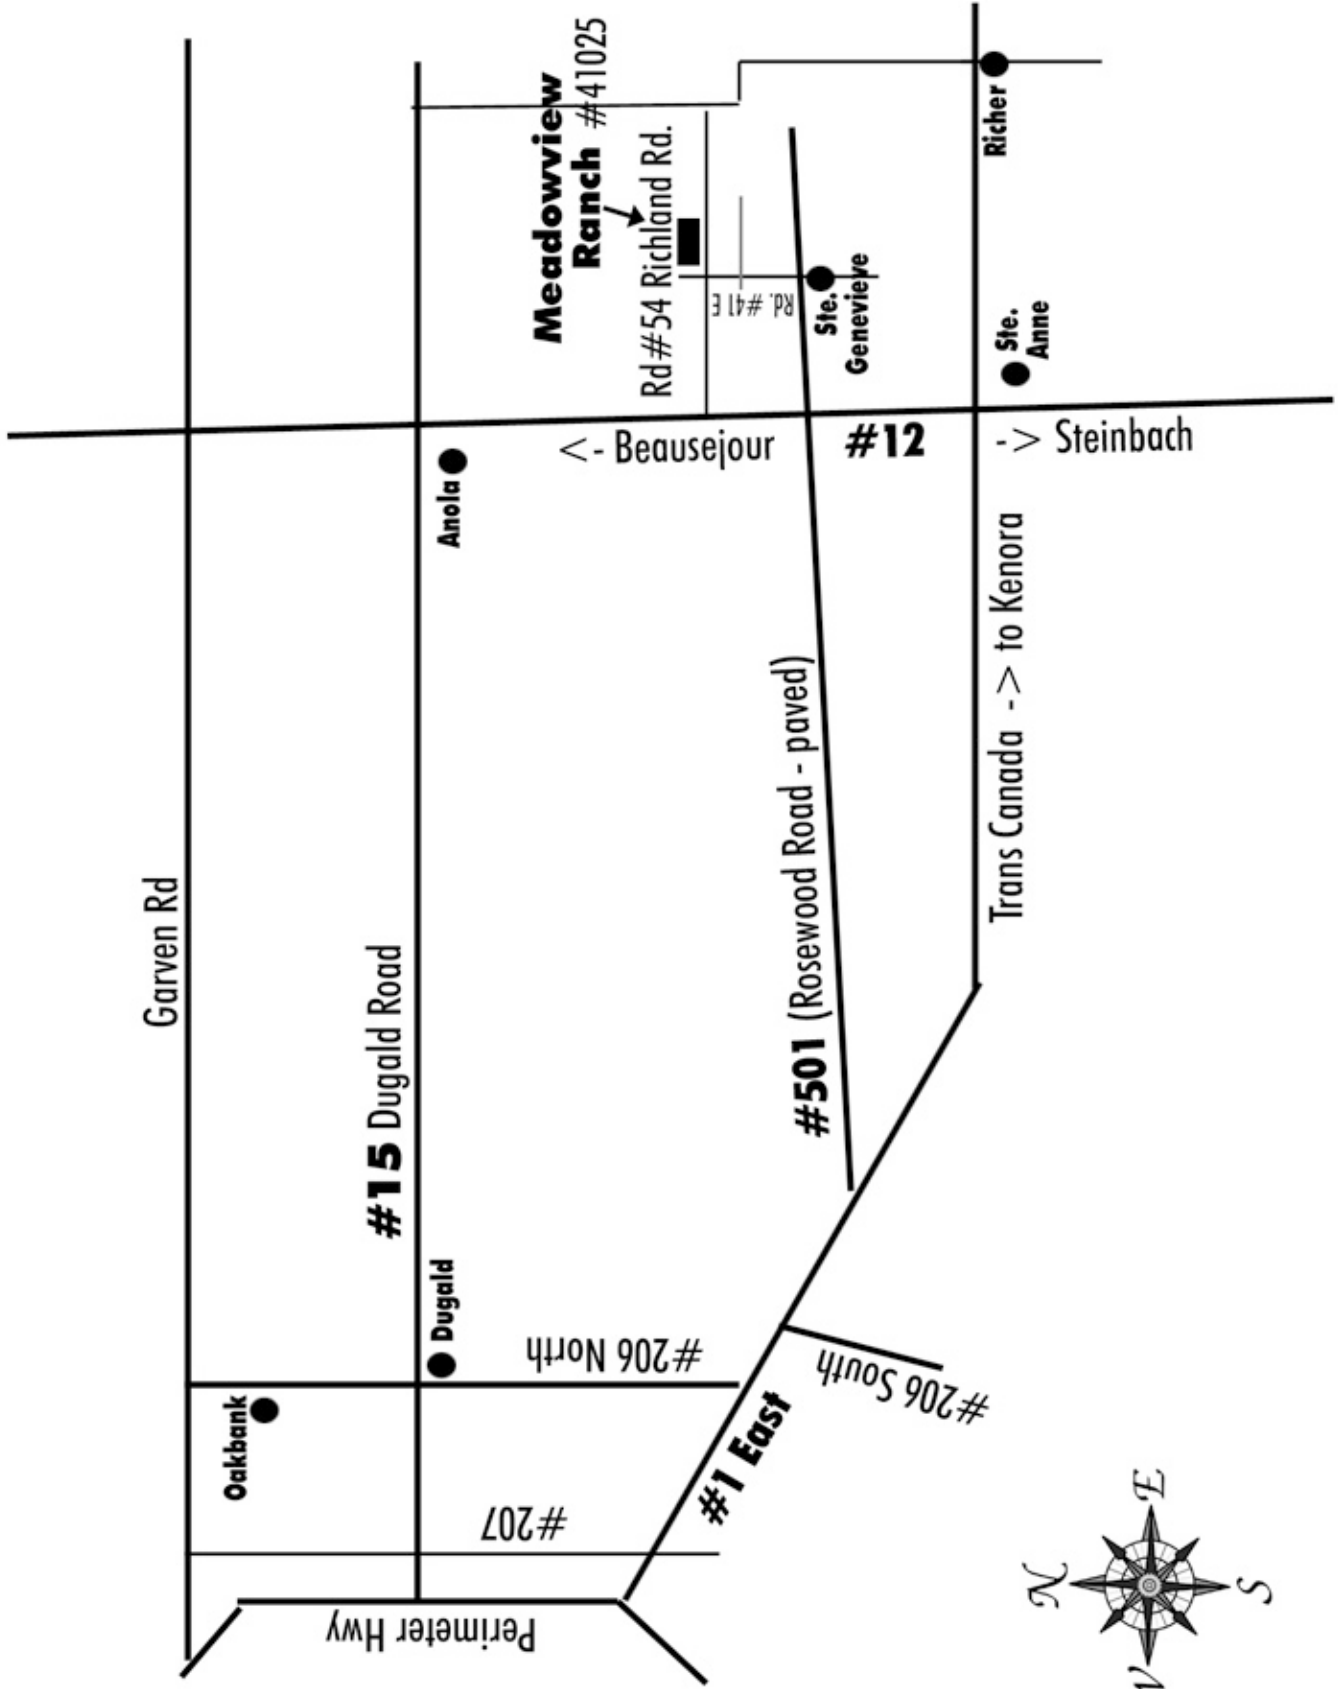 Garven Rd
Oakbank
#15 Dugald Road
Dugald
Anola
#206 North
#207
Perimeter Hwy
#1 East
#206 South
#501 (Rosewood Road - paved)
Trans Canada -> to Kenora
<- Beausejour
#12
-> Steinbach
Meadowview
Ranch #41025
Rd#54 Richland Rd.
Rd. #41 E
Ste.
Genevieve
Ste.
Anne
Richer
N
E
S